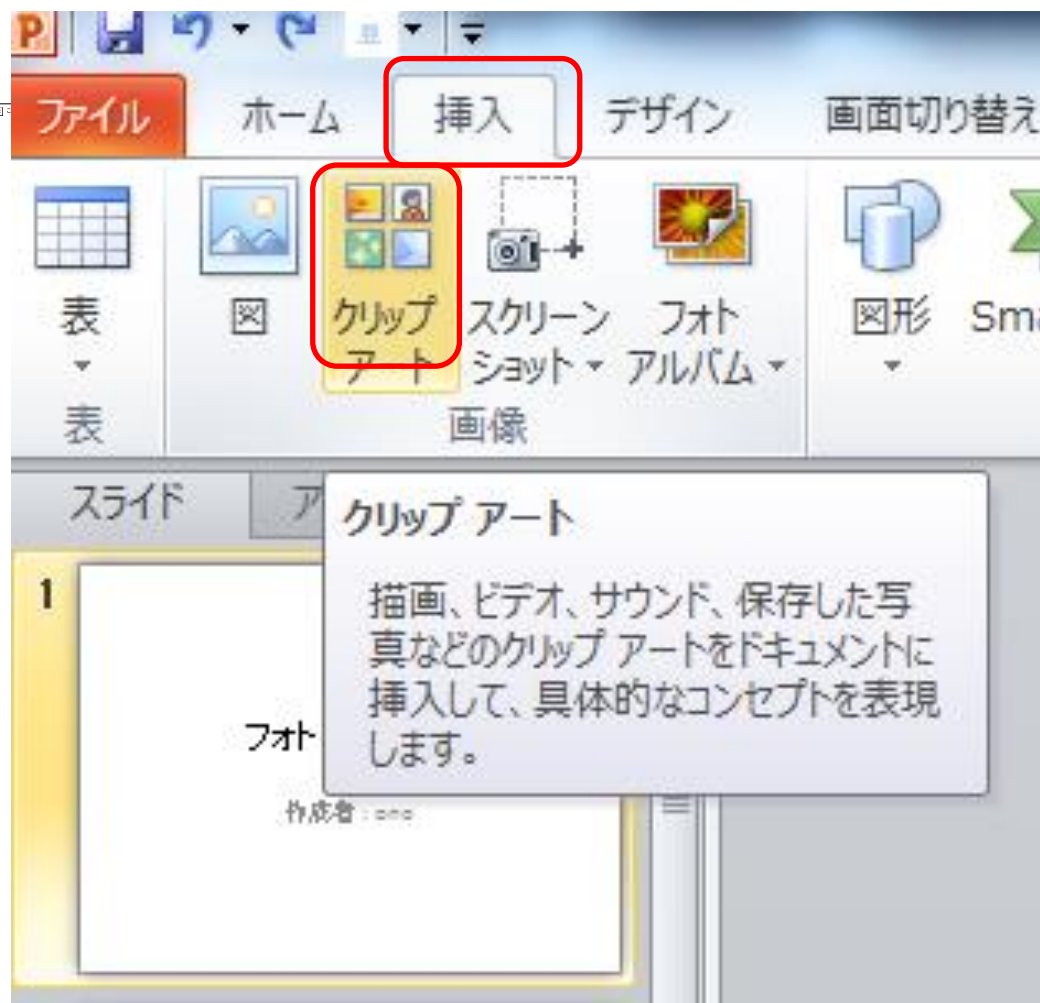 ファイル ホーム 挿入 デザイン 画面切り替え
表 図 クリップ アート スクリーン ショット フォト アルバム 図形 Sma
表 画像
スライド ア
クリップ アート
描画、ビデオ、サウンド、保存した写
真などのクリップ アートをドキュメントに
挿入して、具体的なコンセプトを表現
します。
1
フォト
作成者 : ono